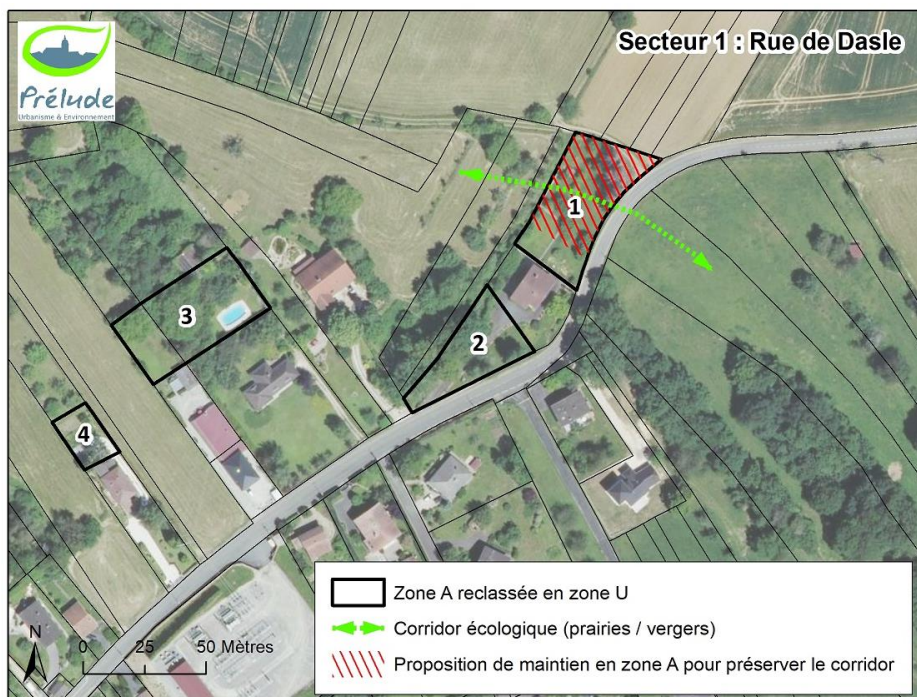 Prélude
Urbanisme & Environnement
Secteur 1 : Rue de Dasle
1
3
2
4
Zone A reclassée en zone U
Corridor écologique (prairies / vergers)
Proposition de maintien en zone A pour préserver le corridor
N
0 25 50 Mètres